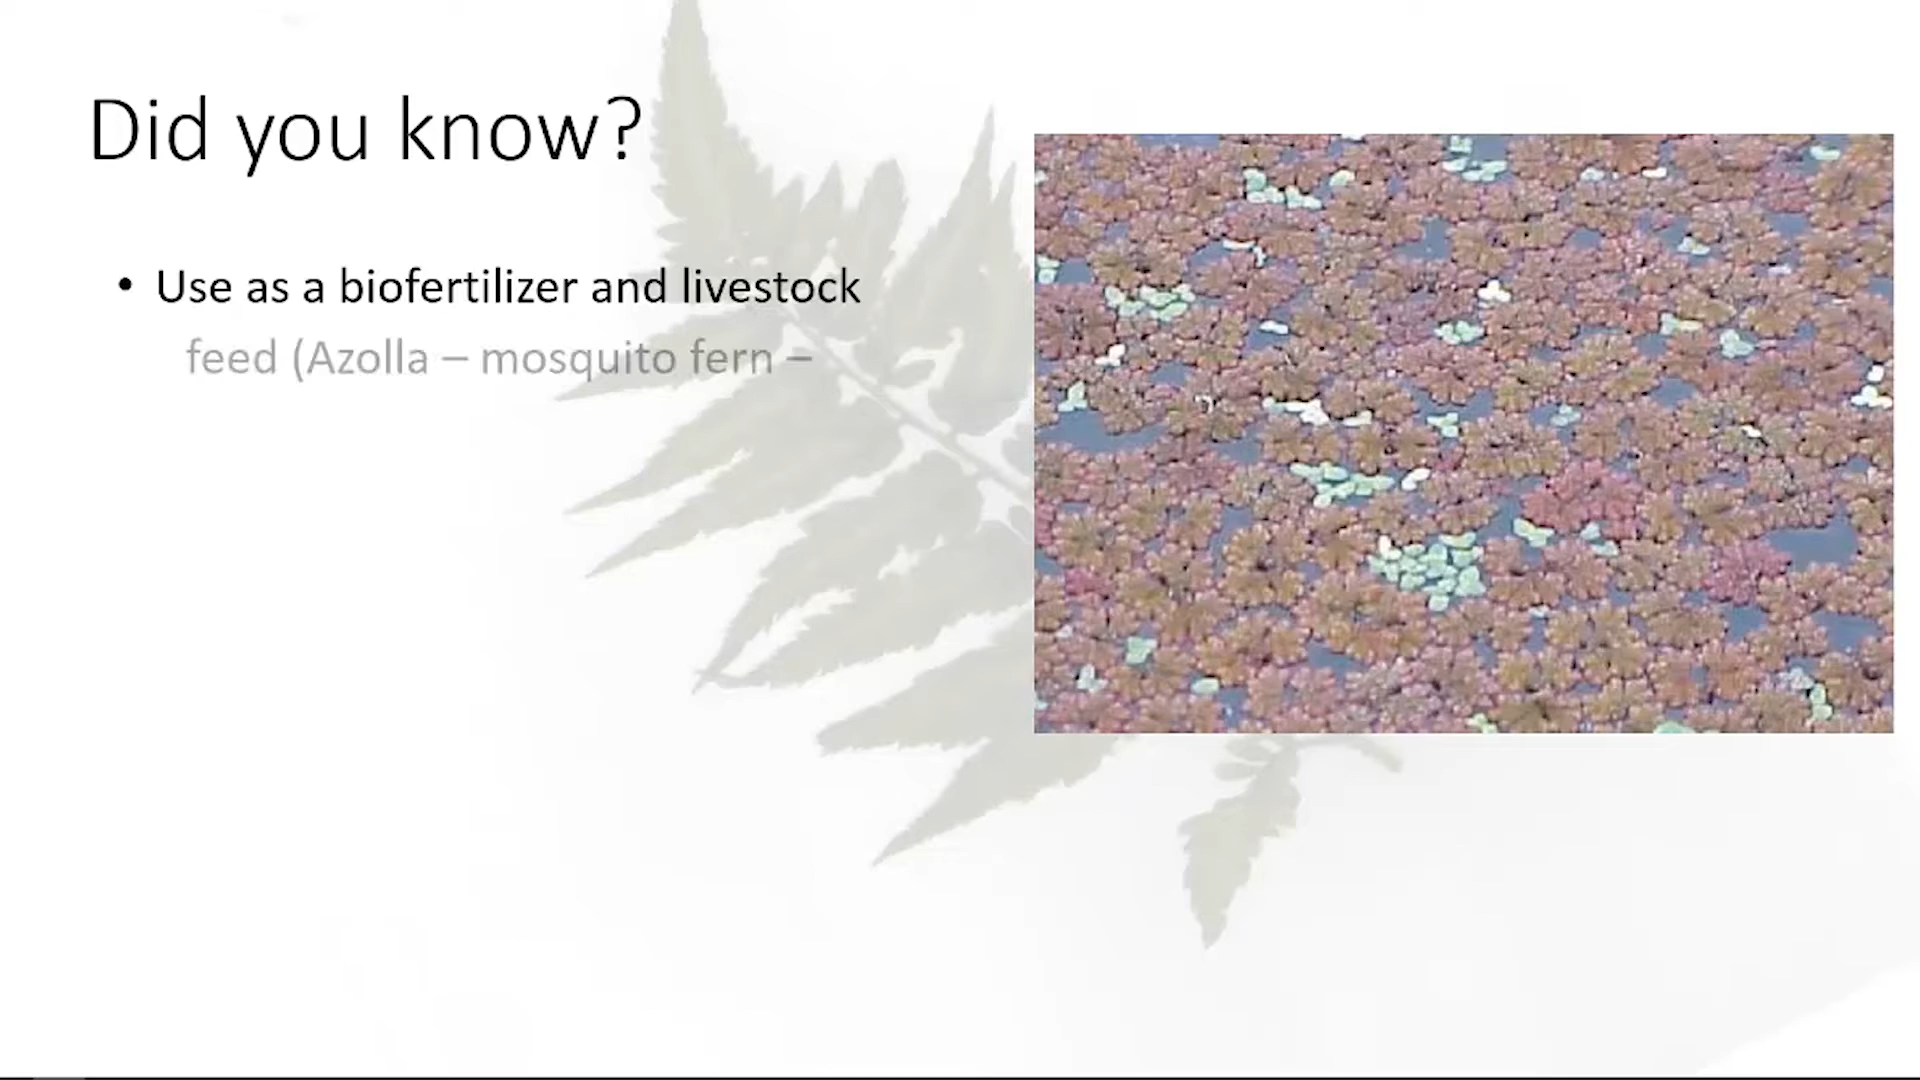 Did you know?
• Use as a biofertilizer and livestock
feed (Azolla – mosquito fern –